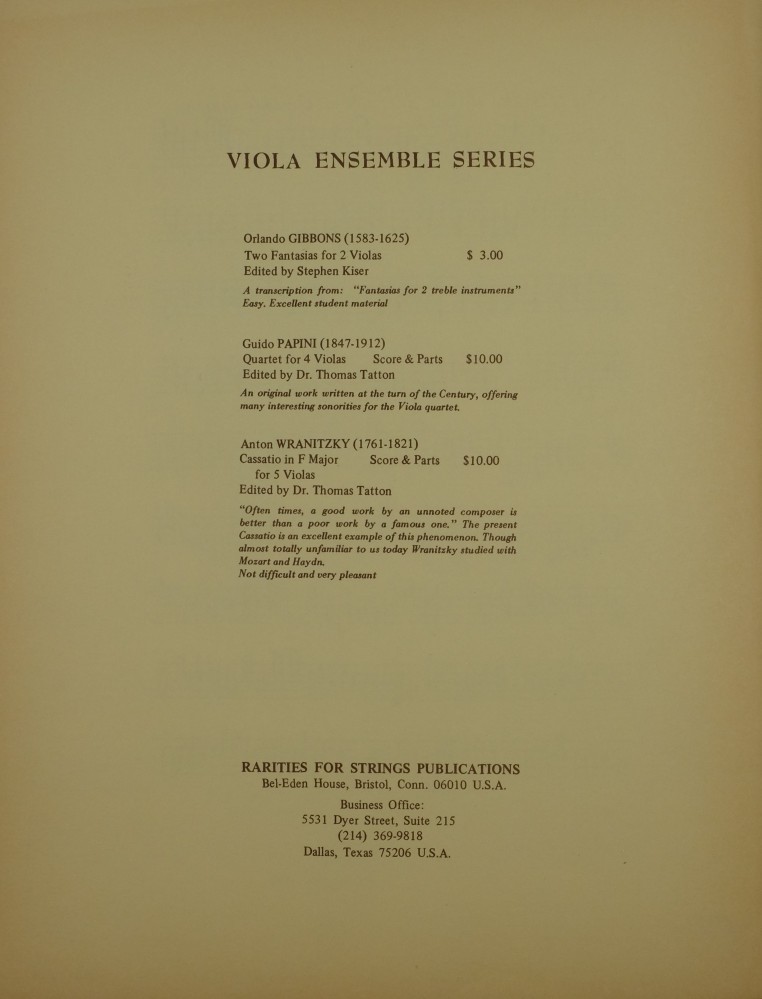 VIOLA ENSEMBLE SERIES
Orlando GIBBONS (1583-1625)
Two Fantasias for 2 Violas $ 3.00
Edited by Stephen Kiser
A transcription from: "Fantasias for 2 treble instruments"
Easy. Excellent student material
Guido PAPINI (1847-1912)
Quartet for 4 Violas Score & Parts $10.00
Edited by Dr. Thomas Tatton
An original work written at the turn of the Century, offering
many interesting sonorities for the Viola quartet.
Anton WRANITZKY (1761-1821)
Cassatio in F Major Score & Parts $10.00
for 5 Violas
Edited by Dr. Thomas Tatton
"Often times, a good work by an unnoted composer is
better than a poor work by a famous one." The present
Cassatio is an excellent example of this phenomenon. Though
almost totally unfamiliar to us today Wranitzky studied with
Mozart and Haydn.
Not difficult and very pleasant
RARITIES FOR STRINGS PUBLICATIONS
Bel-Eden House, Bristol, Conn. 06010 U.S.A.
Business Office:
5531 Dyer Street, Suite 215
(214) 369-9818
Dallas, Texas 75206 U.S.A.